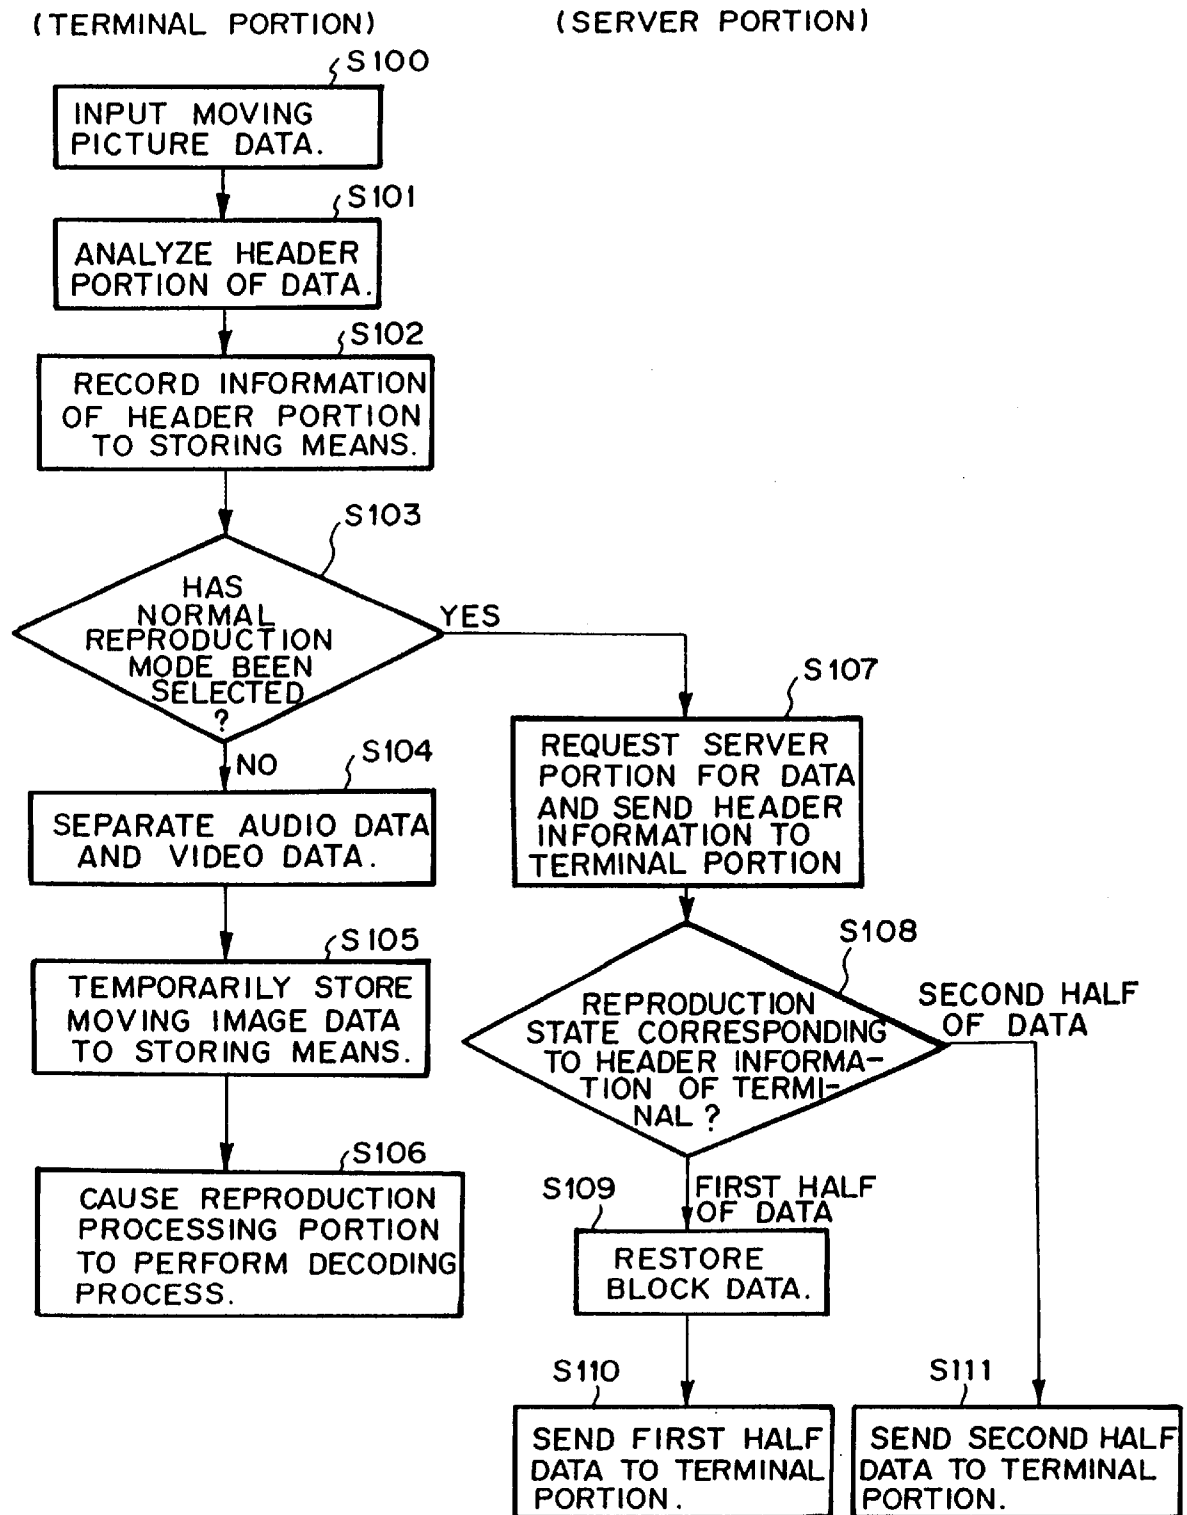 (TERMINAL PORTION)
(SERVER PORTION)
S100
INPUT MOVING
PICTURE DATA.
S101
ANALYZE HEADER
PORTION OF DATA.
S102
RECORD INFORMATION
OF HEADER PORTION
TO STORING MEANS.
S103
HAS
NORMAL
REPRODUCTION
MODE BEEN
SELECTED
?
YES
NO
S104
SEPARATE AUDIO DATA
AND VIDEO DATA.
S105
TEMPORARILY STORE
MOVING IMAGE DATA
TO STORING MEANS.
S106
CAUSE REPRODUCTION
PROCESSING PORTION
TO PERFORM DECODING
PROCESS.
S107
REQUEST SERVER
PORTION FOR DATA
AND SEND HEADER
INFORMATION TO
TERMINAL PORTION
S108
REPRODUCTION
STATE CORRESPONDING
TO HEADER INFORMA-
TION OF TERMI-
NAL ?
SECOND HALF
OF DATA
FIRST HALF
OF DATA
S109
RESTORE
BLOCK DATA.
S110
SEND FIRST HALF
DATA TO TERMINAL
PORTION.
S111
SEND SECOND HALF
DATA TO TERMINAL
PORTION.